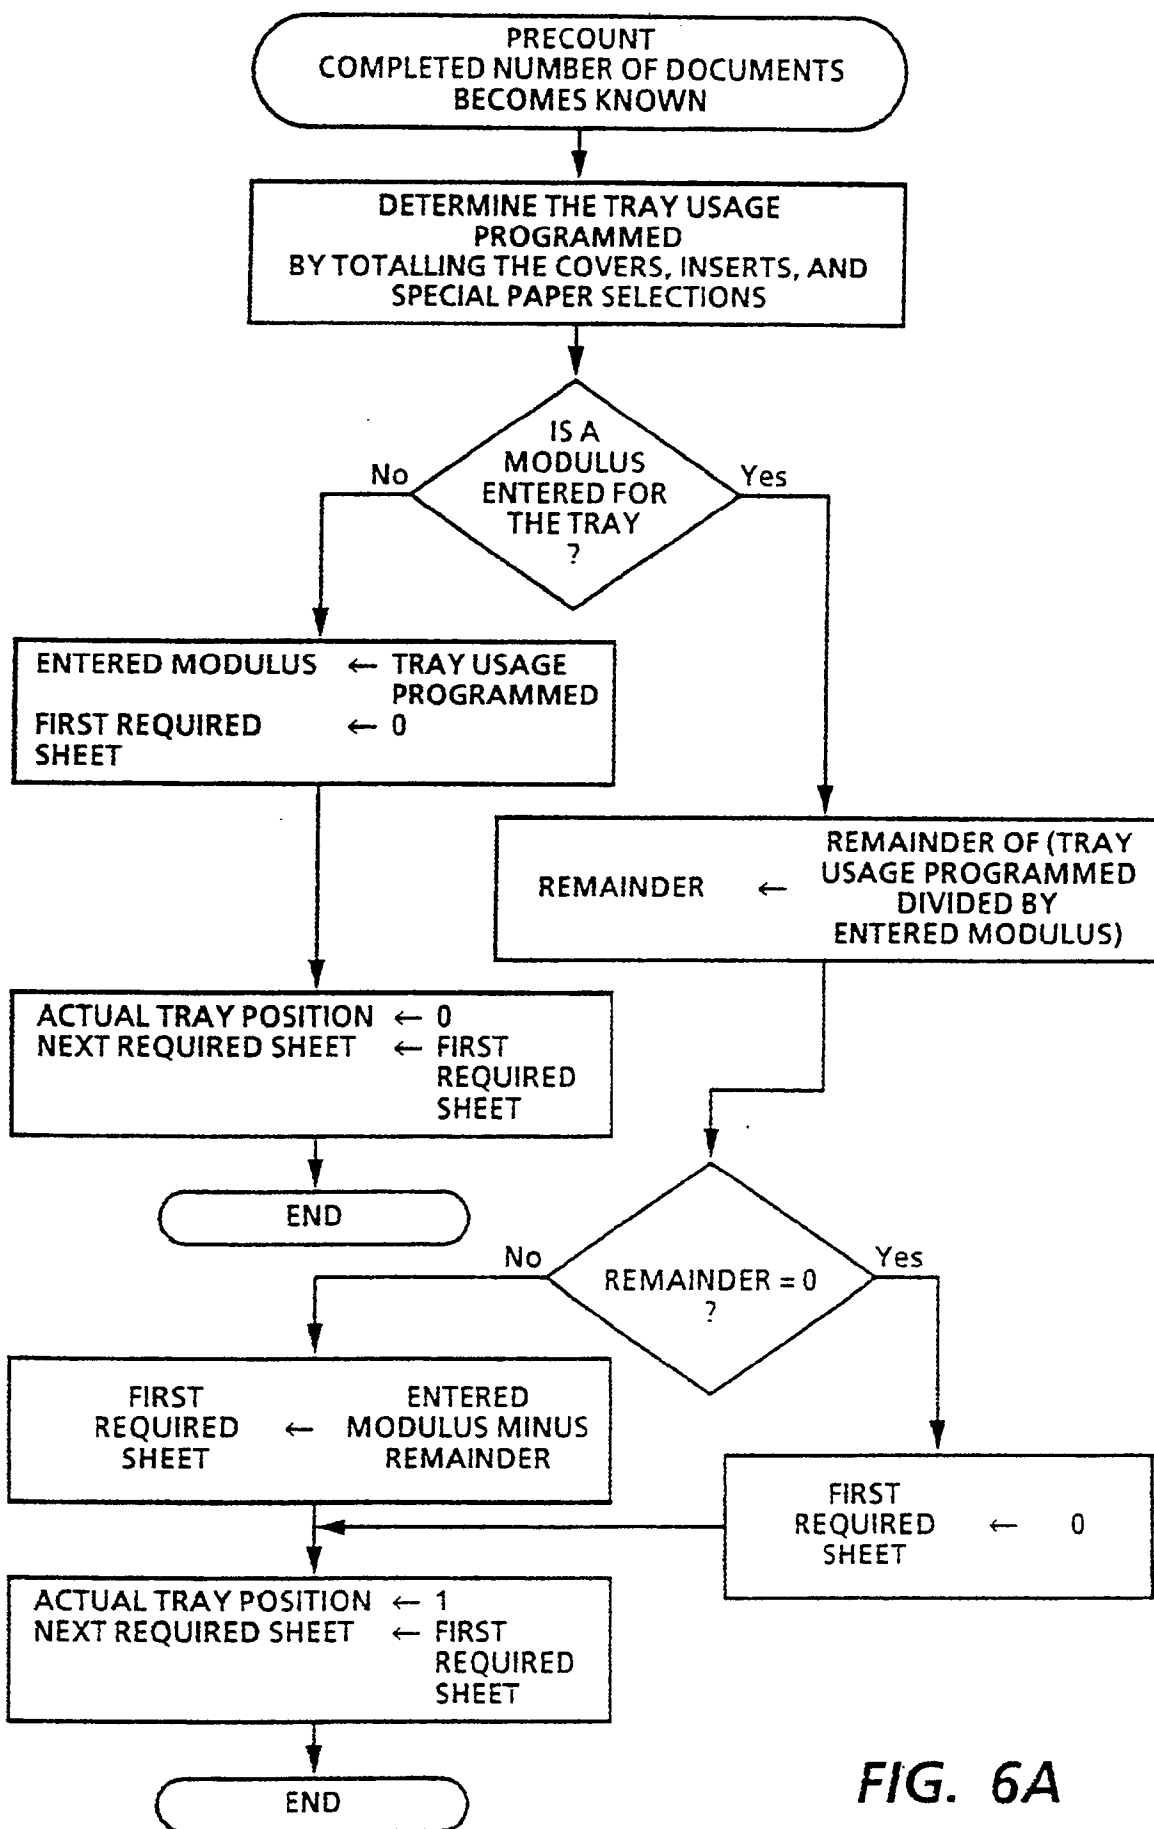 PRECOUNT
COMPLETED NUMBER OF DOCUMENTS
BECOMES KNOWN
DETERMINE THE TRAY USAGE
PROGRAMMED
BY TOTALLING THE COVERS, INSERTS, AND
SPECIAL PAPER SELECTIONS
IS A
MODULUS
ENTERED FOR
THE TRAY
?
No
Yes
ENTERED MODULUS ← TRAY USAGE
PROGRAMMED
FIRST REQUIRED ← 0
SHEET
REMAINDER ← REMAINDER OF (TRAY
USAGE PROGRAMMED
DIVIDED BY
ENTERED MODULUS)
ACTUAL TRAY POSITION ← 0
NEXT REQUIRED SHEET ← FIRST
REQUIRED
SHEET
END
REMAINDER = 0
?
No
Yes
FIRST
REQUIRED
SHEET
←
ENTERED
MODULUS MINUS
REMAINDER
FIRST
REQUIRED ← 0
SHEET
ACTUAL TRAY POSITION ← 1
NEXT REQUIRED SHEET ← FIRST
REQUIRED
SHEET
END
FIG. 6A